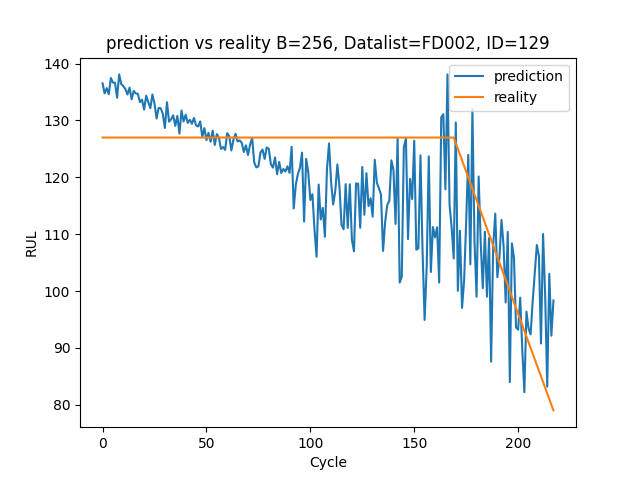 prediction vs reality B=256, Datalist=FD002, ID=129
prediction
reality
140
130
120
110
100
90
80
RUL
0
50
100
150
200
Cycle